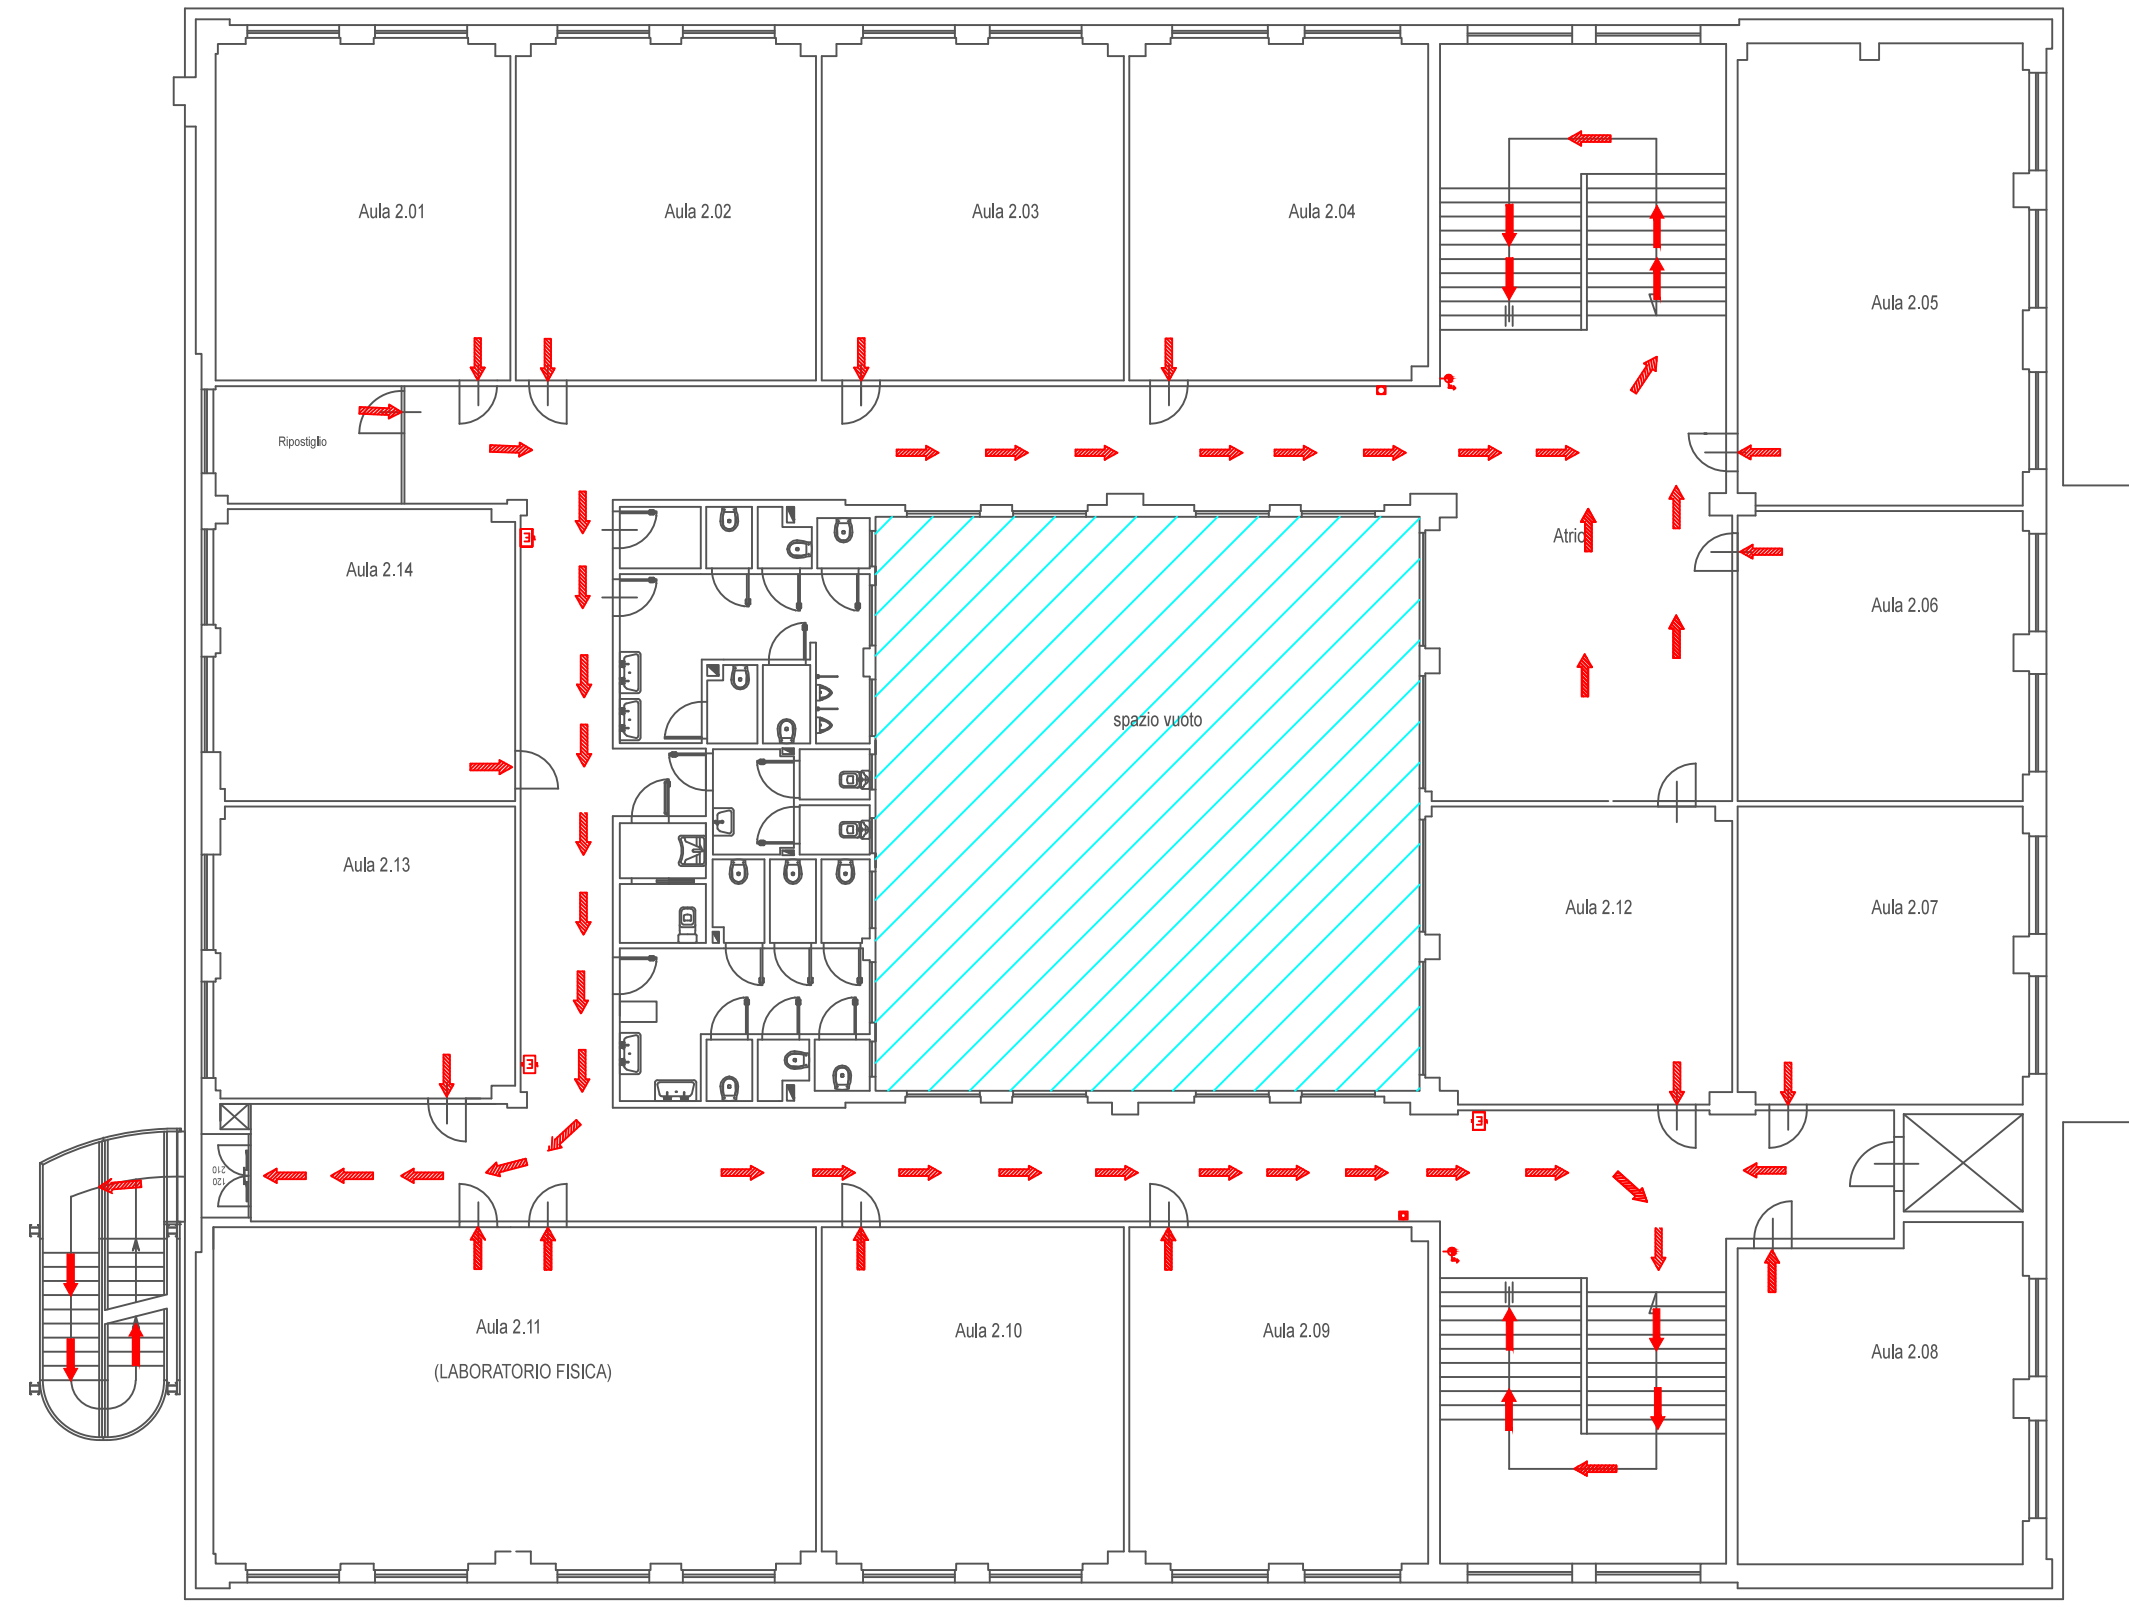 Aula 2.01
Aula 2.02
Aula 2.03
Aula 2.04
Aula 2.05
Ripostiglio
Atrio
Aula 2.14
Aula 2.06
spazio vuoto
Aula 2.13
Aula 2.12
Aula 2.07
120
210
Aula 2.11
(LABORATORIO FISICA)
Aula 2.10
Aula 2.09
Aula 2.08
E
E
E